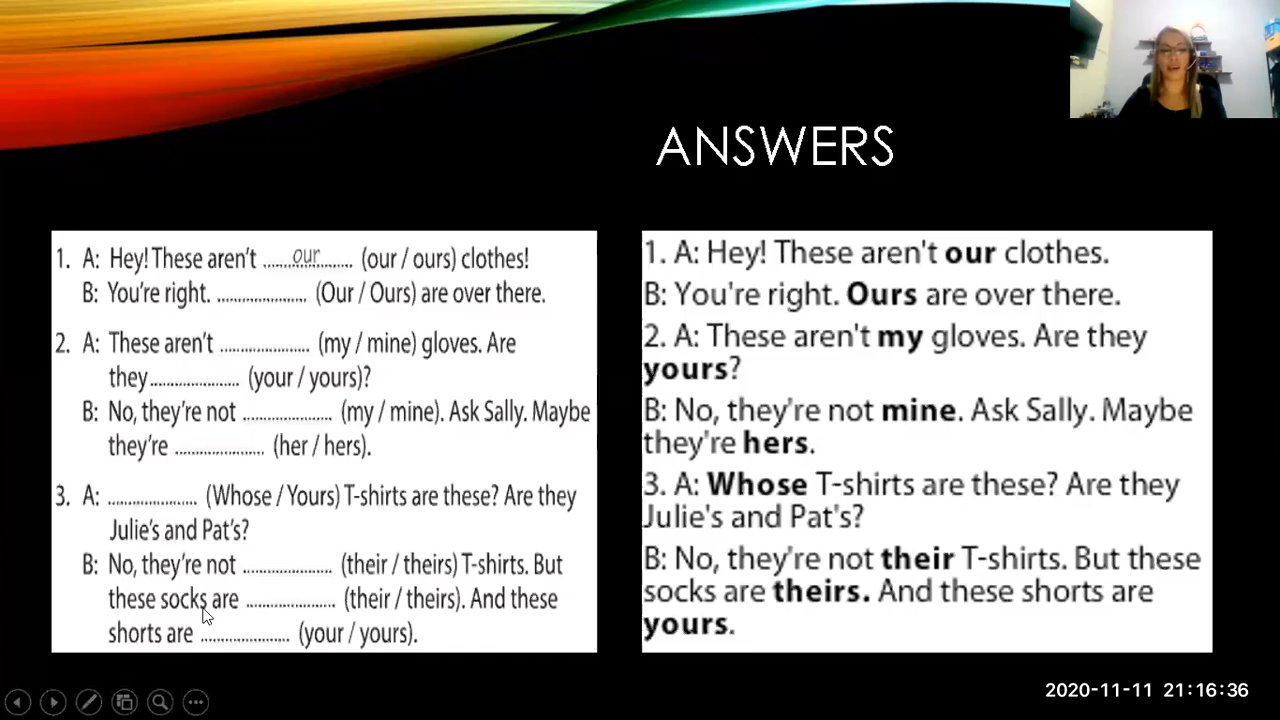 ANSWERS
1. A: Hey! These aren't ......our....... (our / ours) clothes!
B: You're right. ...................... (Our / Ours) are over there.
2. A: These aren't ...................... (my / mine) gloves. Are
they...................... (your / yours)?
B: No, they're not ...................... (my / mine). Ask Sally. Maybe
they're ...................... (her / hers).
3. A: ...................... (Whose / Yours) T-shirts are these? Are they
Julie's and Pat's?
B: No, they're not ...................... (their / theirs) T-shirts. But
these socks are ...................... (their / theirs). And these
shorts are ...................... (your / yours).
1. A: Hey! These aren't our clothes.
B: You're right. Ours are over there.
2. A: These aren't my gloves. Are they
yours?
B: No, they're not mine. Ask Sally. Maybe
they're hers.
3. A: Whose T-shirts are these? Are they
Julie's and Pat's?
B: No, they're not their T-shirts. But these
socks are theirs. And these shorts are
yours.
2020-11-11 21:16:36